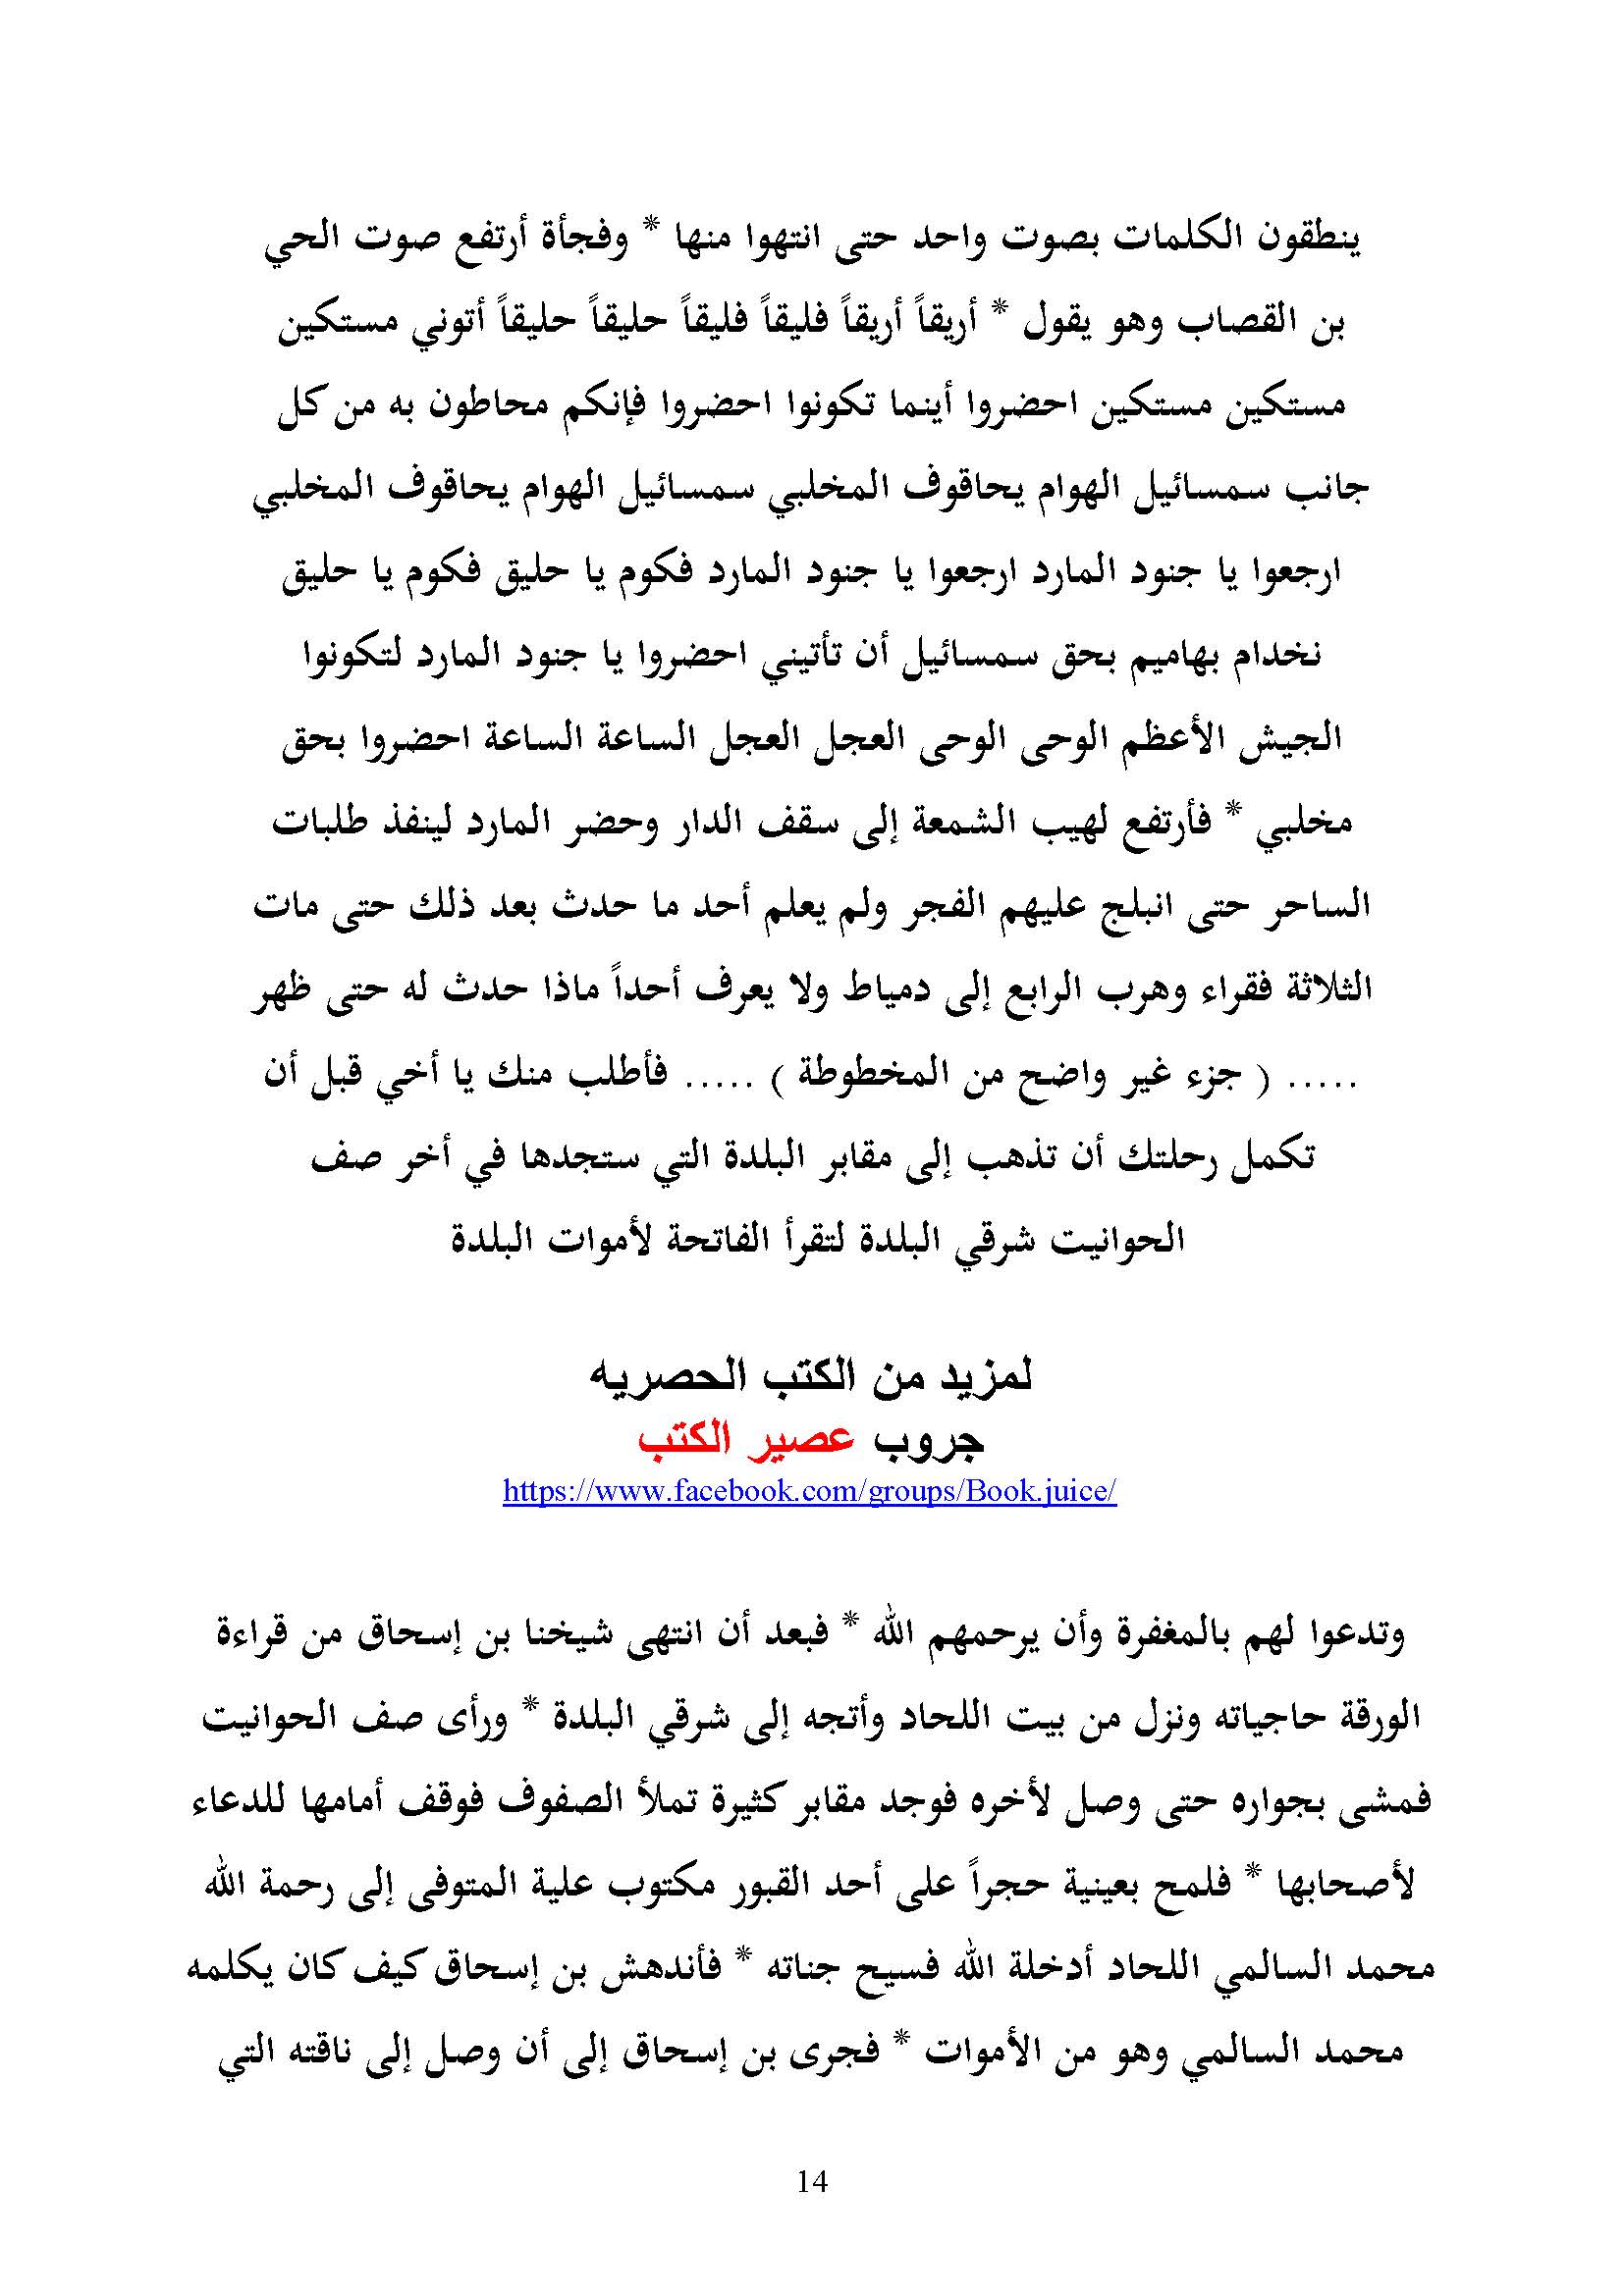 ينطقون الكلمات بصوت واحد حتى انتهوا منها * وفجأة أرتفع صوت الحي
بن القصاب وهو يقول * أريقاً أريقاً فليقاً فليقاً حليقاً حليقاً أتوني مستكين
مستكين مستكين احضروا أينما تكونوا احضروا فإنكم محاطون به من كل
جانب سمسائيل الهوام يحاقوف المخلبي سمسائيل الهوام يحاقوف المخلبي
ارجعوا يا جنود المارد ارجعوا يا جنود المارد فكوم يا حليق فكوم يا حليق
نخدام بهاميم بحق سمسائيل أن تأتيني احضروا يا جنود المارد لتكونوا
الجيش الأعظم الوحى الوحى العجل العجل الساعة الساعة احضروا بحق
مخلبي * فأرتفع لهيب الشمعة إلى سقف الدار وحضر المارد لينفذ طلبات
الساحر حتى انبلج عليهم الفجر ولم يعلم أحد ما حدث بعد ذلك حتى مات
الثلاثة فقراء وهرب الرابع إلى دمياط ولا يعرف أحداً ماذا حدث له حتى ظهر
..... ( جزء غير واضح من المخطوطة ) ..... فأطلب منك يا أخي قبل أن
تكمل رحلتك أن تذهب إلى مقابر البلدة التي ستجدها في أخر صف
الحوانيت شرقي البلدة لتقرأ الفاتحة لأموات البلدة
لمزيد من الكتب الحصريه
جروب عصير الكتب
https://www.facebook.com/groups/Book.juice/
وتدعوا لهم بالمغفرة وأن يرحمهم الله * فبعد أن انتهى شيخنا بن إسحاق من قراءة
الورقة حاجياته ونزل من بيت اللحاد وأتجه إلى شرقي البلدة * ورأى صف الحوانيت
فمشى بجواره حتى وصل لأخره فوجد مقابر كثيرة تملأ الصفوف فوقف أمامها للدعاء
لأصحابها * فلمح بعينية حجراً على أحد القبور مكتوب علية المتوفى إلى رحمة الله
محمد السالمي اللحاد أدخلة الله فسيح جناته * فأندهش بن إسحاق كيف كان يكلمه
محمد السالمي وهو من الأموات * فجرى بن إسحاق إلى أن وصل إلى ناقته التي
14